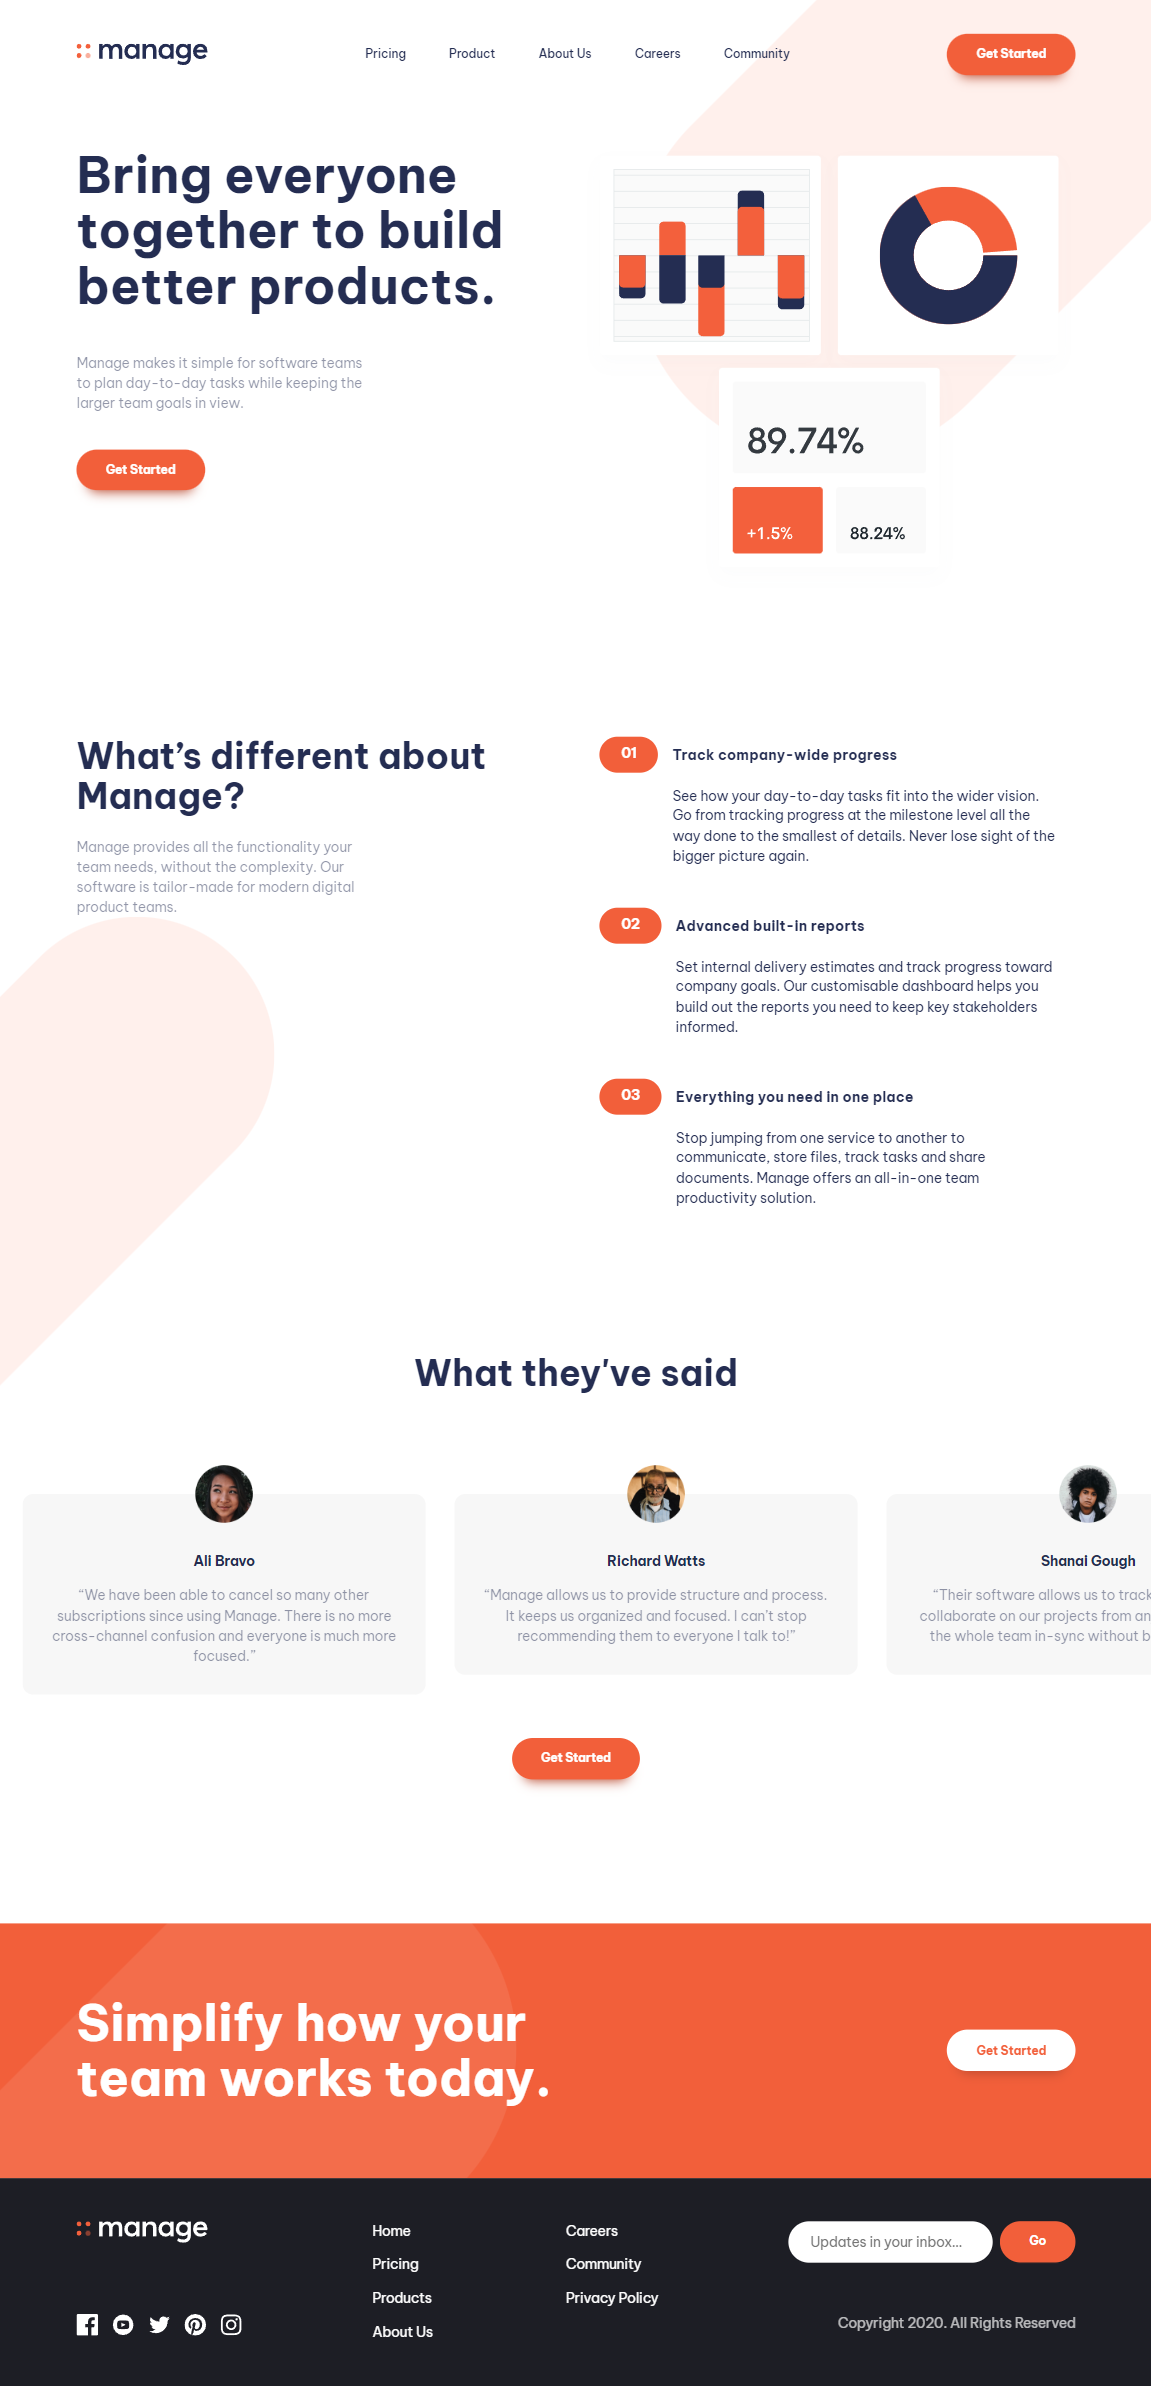 manage
Pricing
Product
About Us
Careers
Community
Get Started
Bring everyone
together to build
better products.
Manage makes it simple for software teams
to plan day-to-day tasks while keeping the
larger team goals in view.
Get Started
89.74%
+1.5%
88.24%
What’s different about
Manage?
Manage provides all the functionality your
team needs, without the complexity. Our
software is tailor-made for modern digital
product teams.
01
Track company-wide progress
See how your day-to-day tasks fit into the wider vision.
Go from tracking progress at the milestone level all the
way done to the smallest of details. Never lose sight of the
bigger picture again.
02
Advanced built-in reports
Set internal delivery estimates and track progress toward
company goals. Our customisable dashboard helps you
build out the reports you need to keep key stakeholders
informed.
03
Everything you need in one place
Stop jumping from one service to another to
communicate, store files, track tasks and share
documents. Manage offers an all-in-one team
productivity solution.
What they've said
Ali Bravo
“We have been able to cancel so many other
subscriptions since using Manage. There is no more
cross-channel confusion and everyone is much more
focused.”
Richard Watts
“Manage allows us to provide structure and process.
It keeps us organized and focused. I can’t stop
recommending them to everyone I talk to!”
Shanai Gough
“Their software allows us to track
collaborate on our projects from an
the whole team in-sync without b
Get Started
Simplify how your
team works today.
Get Started
manage
Home
Pricing
Products
About Us
Careers
Community
Privacy Policy
Updates in your inbox...
Go
Copyright 2020. All Rights Reserved